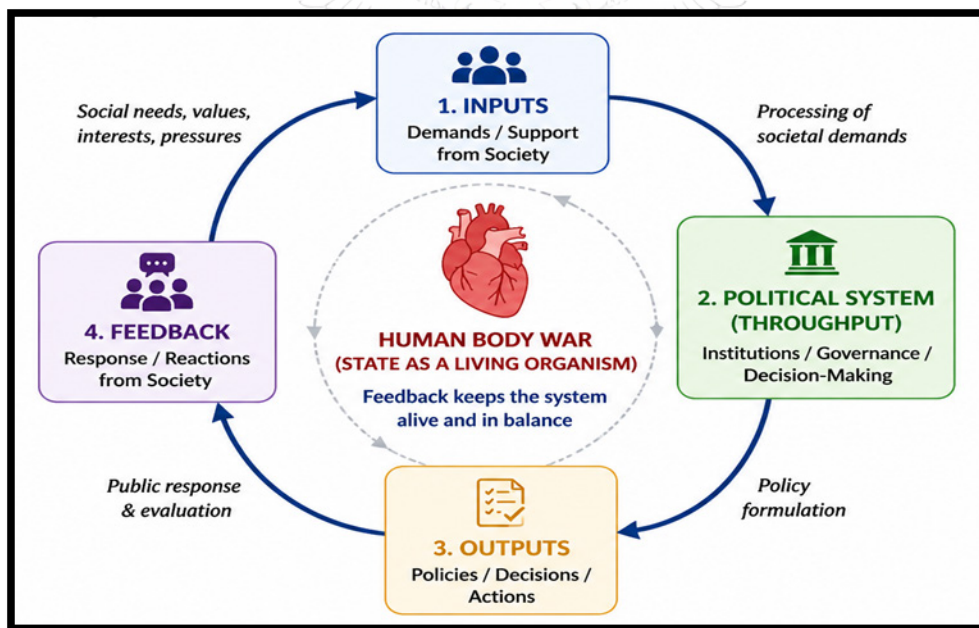 1. INPUTS
Demands / Support
from Society
Processing of
societal demands
2. POLITICAL SYSTEM
(THROUGHPUT)
Institutions / Governance /
Decision-Making
Policy
formulation
3. OUTPUTS
Policies / Decisions /
Actions
Public response
& evaluation
4. FEEDBACK
Response / Reactions
from Society
Social needs, values,
interests, pressures
HUMAN BODY WAR
(STATE AS A LIVING ORGANISM)
Feedback keeps the system
alive and in balance